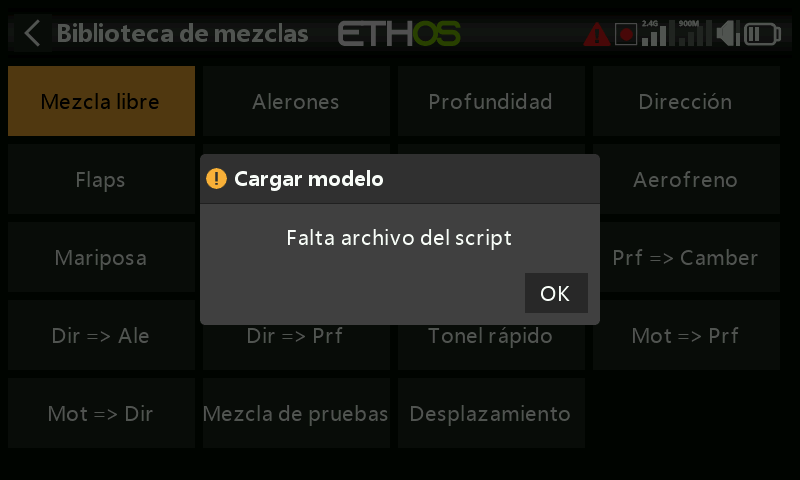 Biblioteca de mezclas
ETHOS
2.4G
900M
Mezcla libre
Alerones
Profundidad
Dirección
Flaps
Aerofreno
Cargar modelo
Falta archivo del script
OK
Mariposa
Prf => Camber
Dir => Ale
Dir => Prf
Tonel rápido
Mot => Prf
Mot => Dir
Mezcla de pruebas
Desplazamiento